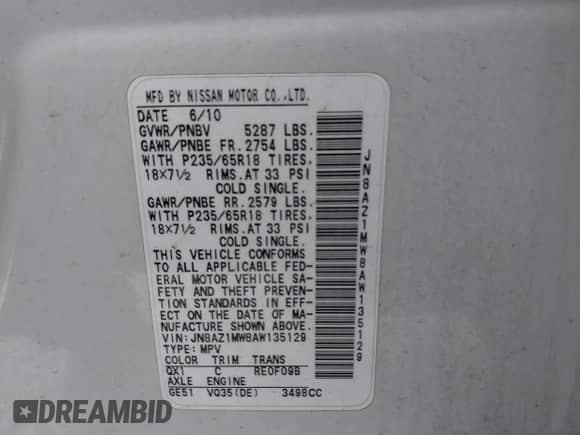 MFD BY NISSAN MOTOR CO.,LTD.
DATE 6/10
GVWR/PNBV 5287 LBS.
GAWR/PNBE FR. 2754 LBS.
WITH P235/65R18 TIRES.
18×7½ RIMS. AT 33 PSI
COLD SINGLE.
GAWR/PNBE RR. 2579 LBS.
WITH P235/65R18 TIRES.
18×7½ RIMS. AT 33 PSI
COLD SINGLE.
THIS VEHICLE CONFORMS
TO ALL APPLICABLE FED-
ERAL MOTOR VEHICLE SA-
FETY AND THEFT PREVEN-
TION STANDARDS IN EFF-
ECT ON THE DATE OF MA-
NUFACTURE SHOWN ABOVE.
VIN:JN8AZ1MW8AW135129
TYPE:MPV
COLOR TRIM TRANS
QX1 C RE0F09B
AXLE ENGINE
GE51 VQ35(DE) 3498CC
JN8AZ1MW8AW135129
DREAMBID